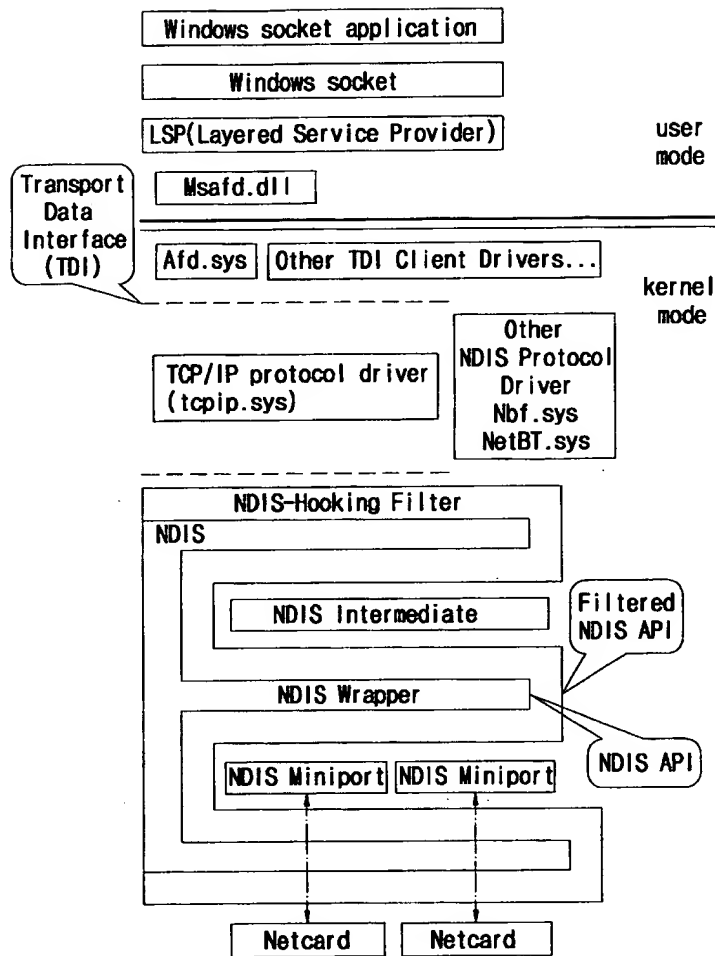 Windows socket application
Windows socket
LSP(Layered Service Provider)
user
mode
Msafd.dll
Transport
Data
Interface
(TDI)
Afd.sys
Other TDI Client Drivers...
kernel
mode
TCP/IP protocol driver
(tcpip.sys)
Other
NDIS Protocol
Driver
Nbf.sys
NetBT.sys
NDIS-Hooking Filter
NDIS
NDIS Intermediate
Filtered
NDIS API
NDIS Wrapper
NDIS API
NDIS Miniport
NDIS Miniport
Netcard
Netcard